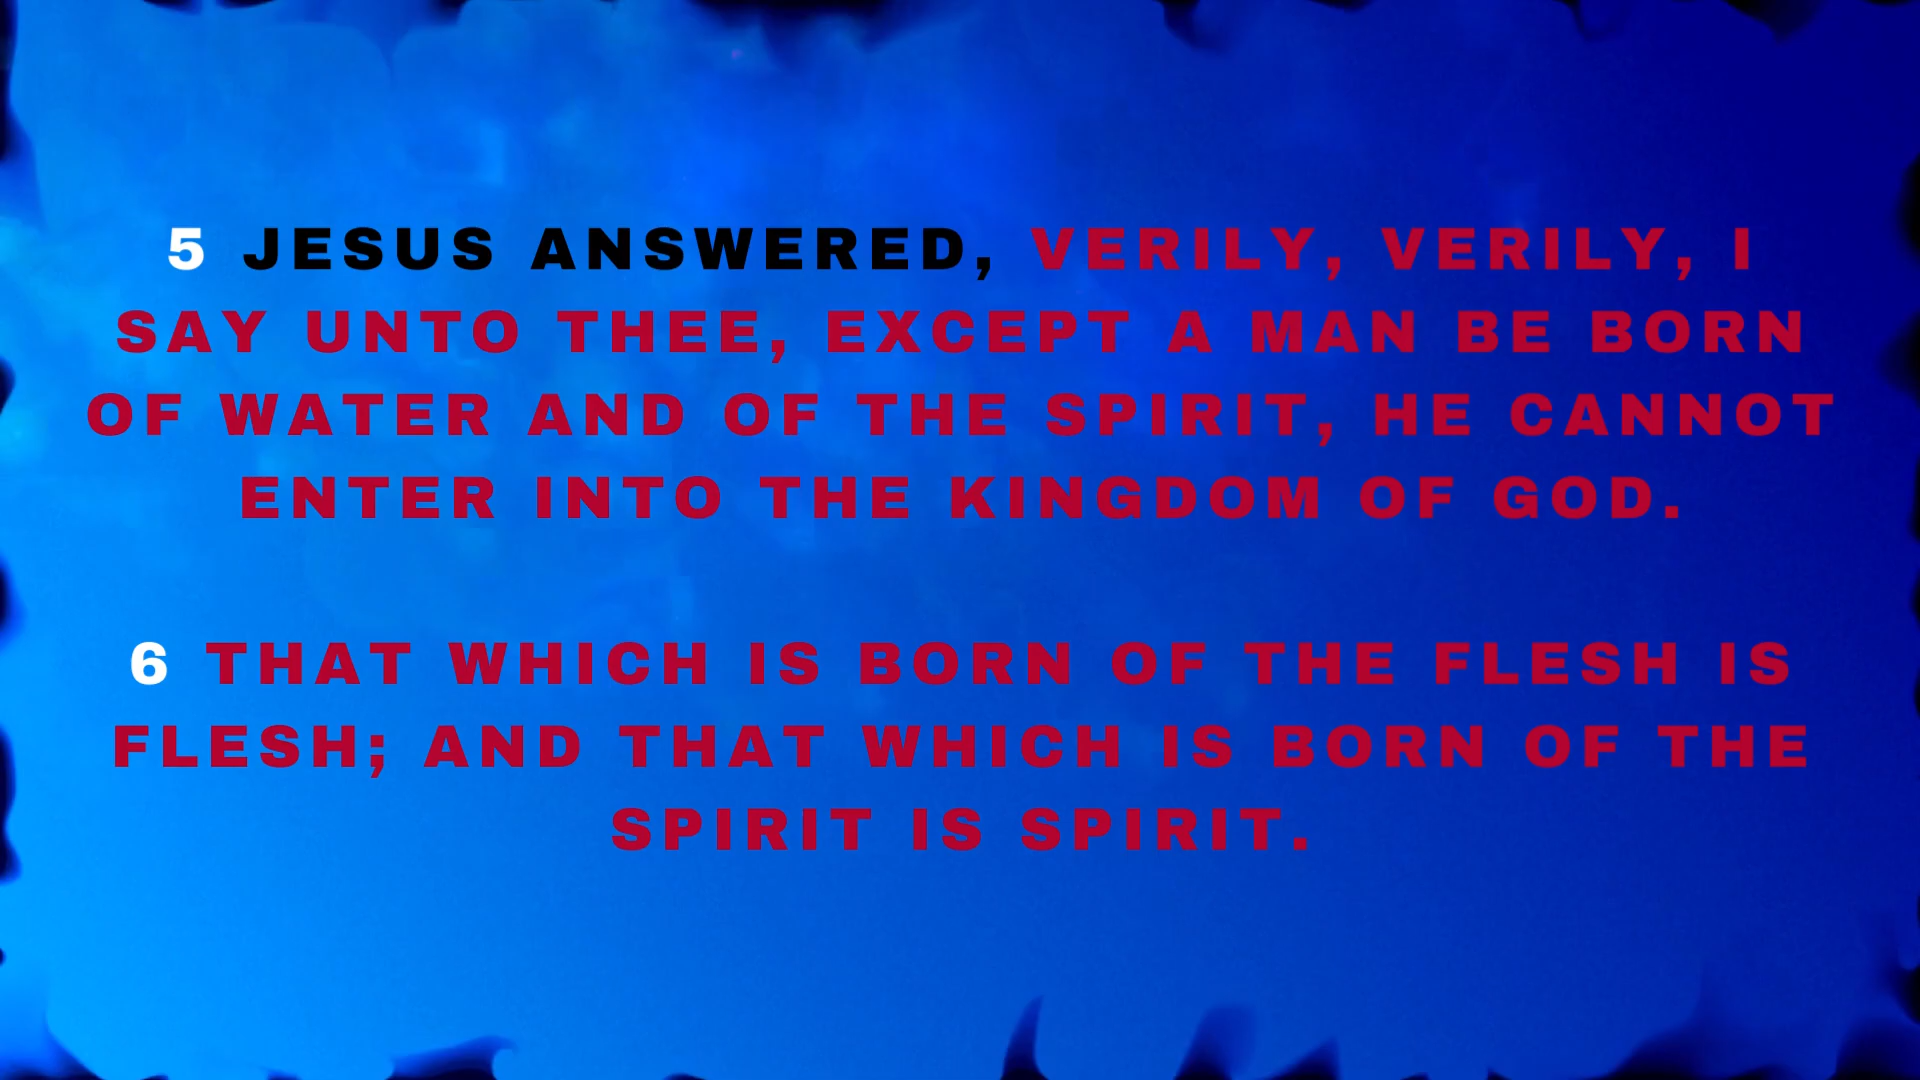 5 JESUS ANSWERED, VERILY, VERILY, I
SAY UNTO THEE, EXCEPT A MAN BE BORN
OF WATER AND OF THE SPIRIT, HE CANNOT
ENTER INTO THE KINGDOM OF GOD.
6 THAT WHICH IS BORN OF THE FLESH IS
FLESH; AND THAT WHICH IS BORN OF THE
SPIRIT IS SPIRIT.